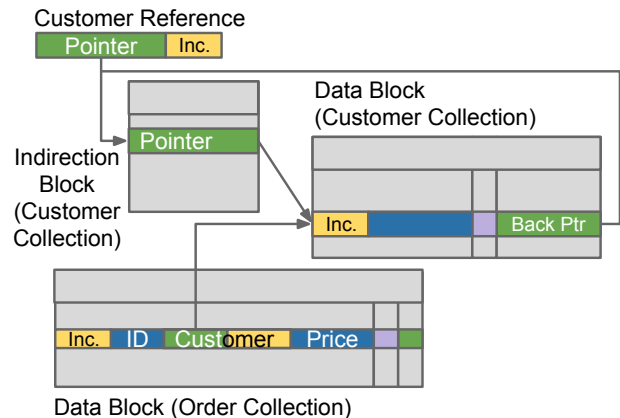 Customer Reference
Pointer Inc.
Data Block
(Customer Collection)
Pointer
Indirection
Block
(Customer
Collection)
Inc. Back Ptr
Inc. ID Customer Price
Data Block (Order Collection)